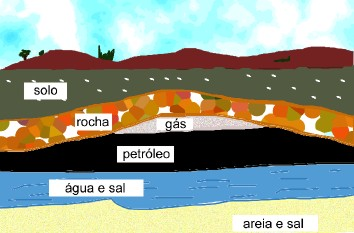 solo
rocha
gás
petróleo
água e sal
areia e sal